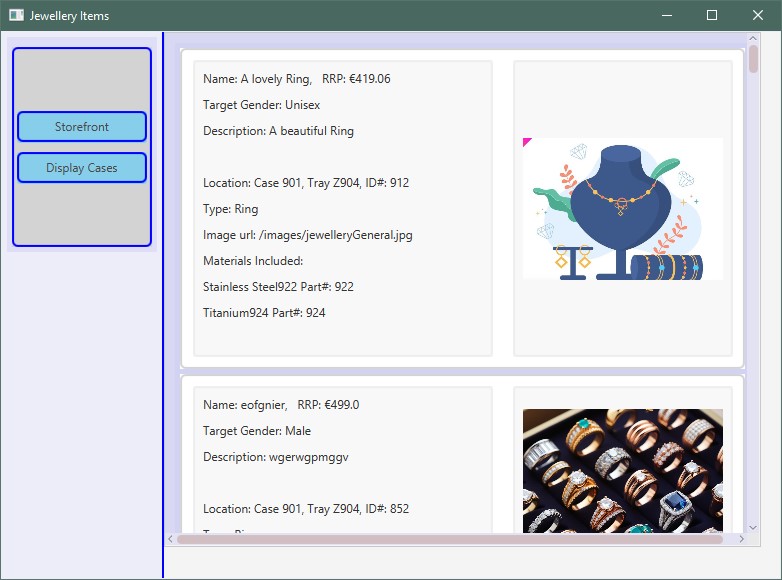 Jewellery Items
Storefront
Display Cases
Name: A lovely Ring,   RRP: €419.06
Target Gender: Unisex
Description: A beautiful Ring
Location: Case 901, Tray Z904, ID#: 912
Type: Ring
Image url: /images/jewelleryGeneral.jpg
Materials Included:
Stainless Steel922 Part#: 922
Titanium924 Part#: 924
Name: eofgnier,   RRP: €499.0
Target Gender: Male
Description: wgerwgpmggv
Location: Case 901, Tray Z904, ID#: 852